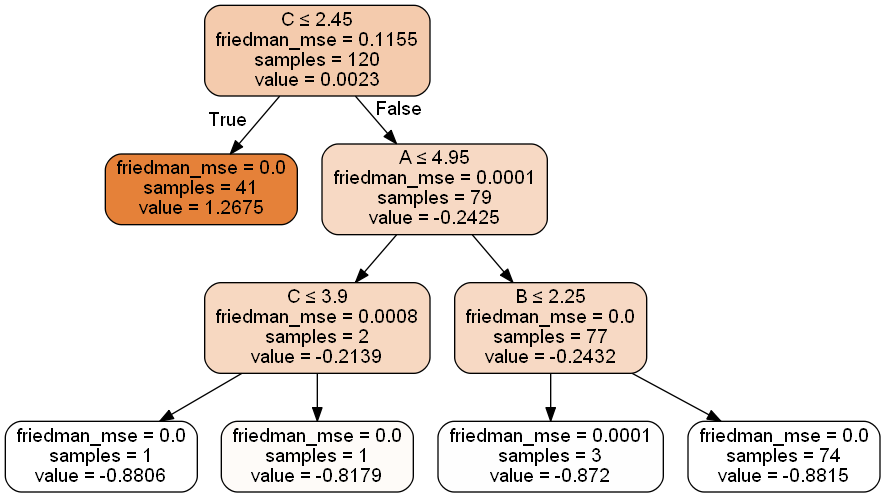 C ≤ 2.45
friedman_mse = 0.1155
samples = 120
value = 0.0023
True
False
friedman_mse = 0.0
samples = 41
value = 1.2675
A ≤ 4.95
friedman_mse = 0.0001
samples = 79
value = -0.2425
C ≤ 3.9
friedman_mse = 0.0008
samples = 2
value = -0.2139
B ≤ 2.25
friedman_mse = 0.0
samples = 77
value = -0.2432
friedman_mse = 0.0
samples = 1
value = -0.8806
friedman_mse = 0.0
samples = 1
value = -0.8179
friedman_mse = 0.0001
samples = 3
value = -0.872
friedman_mse = 0.0
samples = 74
value = -0.8815